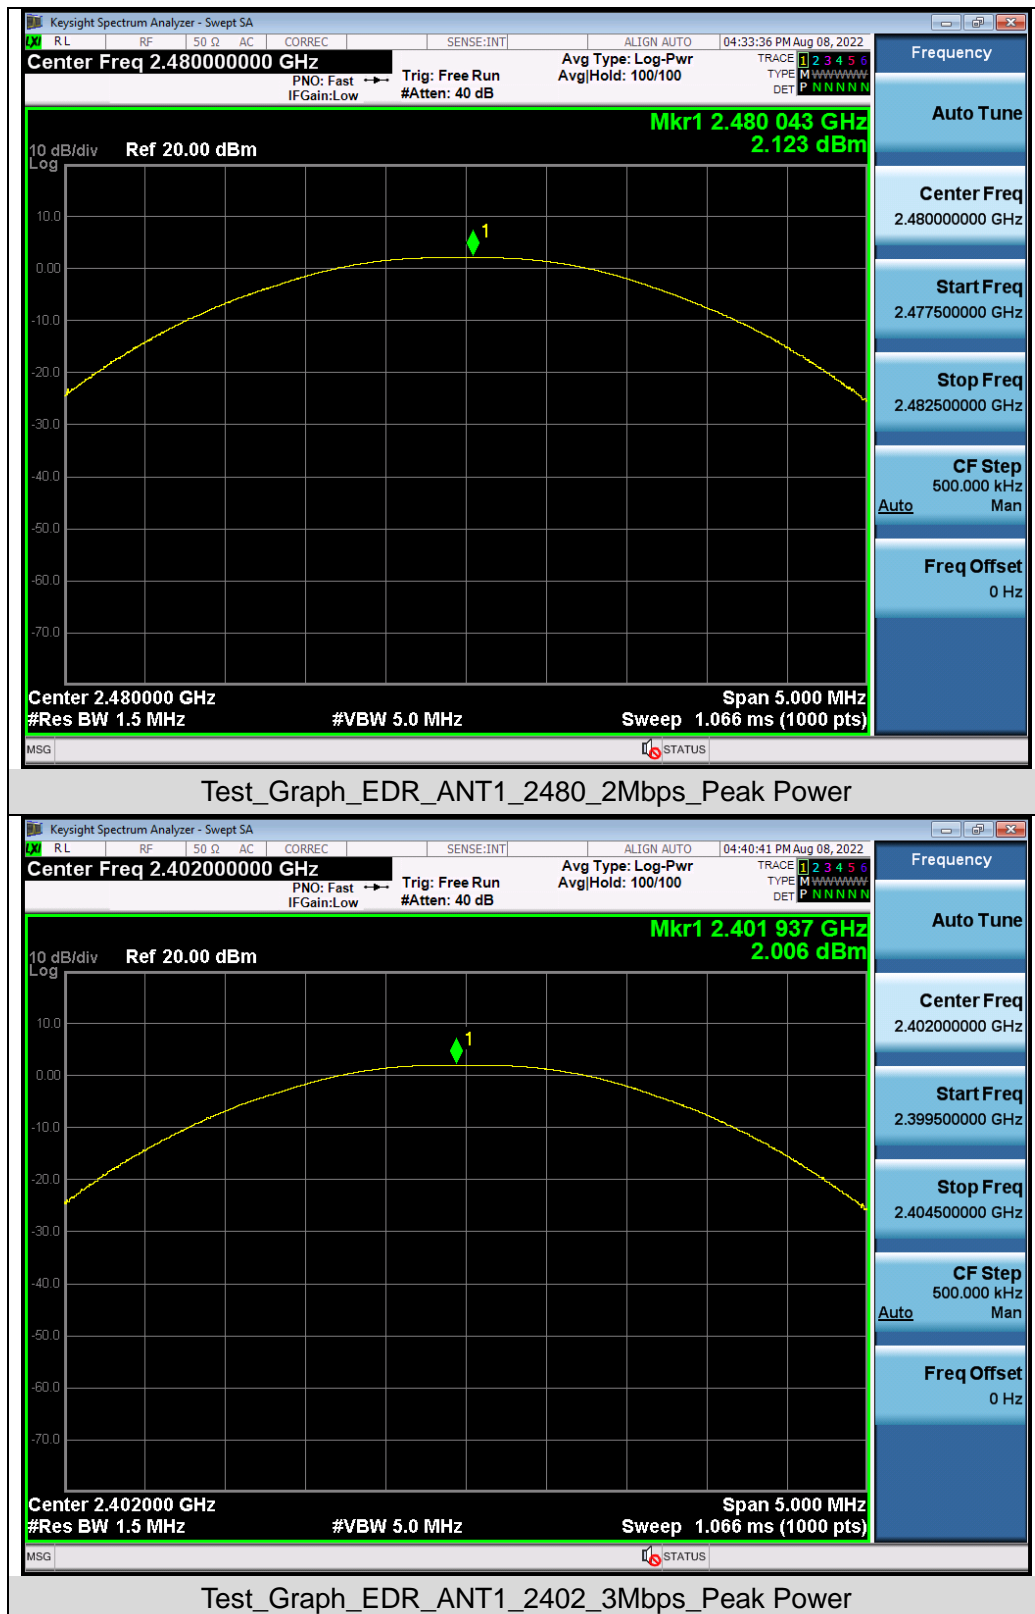 Keysight Spectrum Analyzer - Swept SA
LXI RL RF 50 Ω AC CORREC SENSE:INT ALIGN AUTO 04:33:36 PM Aug 08, 2022
Center Freq 2.480000000 GHz
PNO: Fast
IFGain:Low
Trig: Free Run
#Atten: 40 dB
Avg Type: Log-Pwr
Avg|Hold: 100/100
TRACE 1 2 3 4 5 6
TYPE M WWWWW
DET P N N N N N
Mkr1 2.480 043 GHz
2.123 dBm
10 dB/div
Log
Ref 20.00 dBm
1
10.0
0.00
-10.0
-20.0
-30.0
-40.0
-50.0
-60.0
-70.0
Center 2.480000 GHz
Span 5.000 MHz
#Res BW 1.5 MHz
#VBW 5.0 MHz
Sweep 1.066 ms (1000 pts)
MSG
STATUS
Frequency
Auto Tune
Center Freq
2.480000000 GHz
Start Freq
2.477500000 GHz
Stop Freq
2.482500000 GHz
CF Step
500.000 kHz
Auto Man
Freq Offset
0 Hz
Test_Graph_EDR_ANT1_2480_2Mbps_Peak Power
Keysight Spectrum Analyzer - Swept SA
LXI RL RF 50 Ω AC CORREC SENSE:INT ALIGN AUTO 04:40:41 PM Aug 08, 2022
Center Freq 2.402000000 GHz
PNO: Fast
IFGain:Low
Trig: Free Run
#Atten: 40 dB
Avg Type: Log-Pwr
Avg|Hold: 100/100
TRACE 1 2 3 4 5 6
TYPE M WWWWW
DET P N N N N N
Mkr1 2.401 937 GHz
2.006 dBm
10 dB/div
Log
Ref 20.00 dBm
1
10.0
0.00
-10.0
-20.0
-30.0
-40.0
-50.0
-60.0
-70.0
Center 2.402000 GHz
Span 5.000 MHz
#Res BW 1.5 MHz
#VBW 5.0 MHz
Sweep 1.066 ms (1000 pts)
MSG
STATUS
Frequency
Auto Tune
Center Freq
2.402000000 GHz
Start Freq
2.399500000 GHz
Stop Freq
2.404500000 GHz
CF Step
500.000 kHz
Auto Man
Freq Offset
0 Hz
Test_Graph_EDR_ANT1_2402_3Mbps_Peak Power